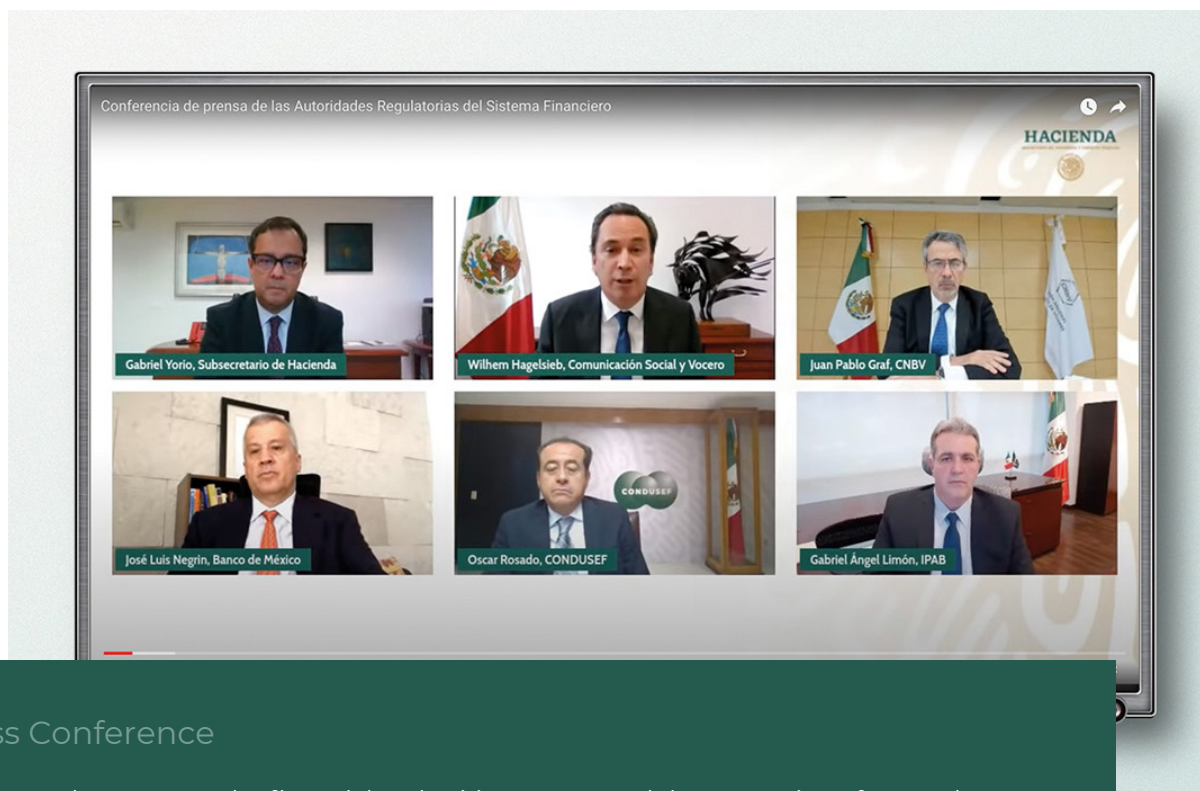 Conferencia de prensa de las Autoridades Regulatorias del Sistema Financiero
HACIENDA
Gabriel Yorio, Subsecretario de Hacienda
Wilhem Hagelsieb, Comunicación Social y Vocero
Juan Pablo Graf, CNBV
CONDUSEF
José Luis Negrin, Banco de México
Oscar Rosado, CONDUSEF
Gabriel Ángel Limón, IPAB
ss Conference